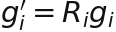 g′ᵢ = Rᵢgᵢ